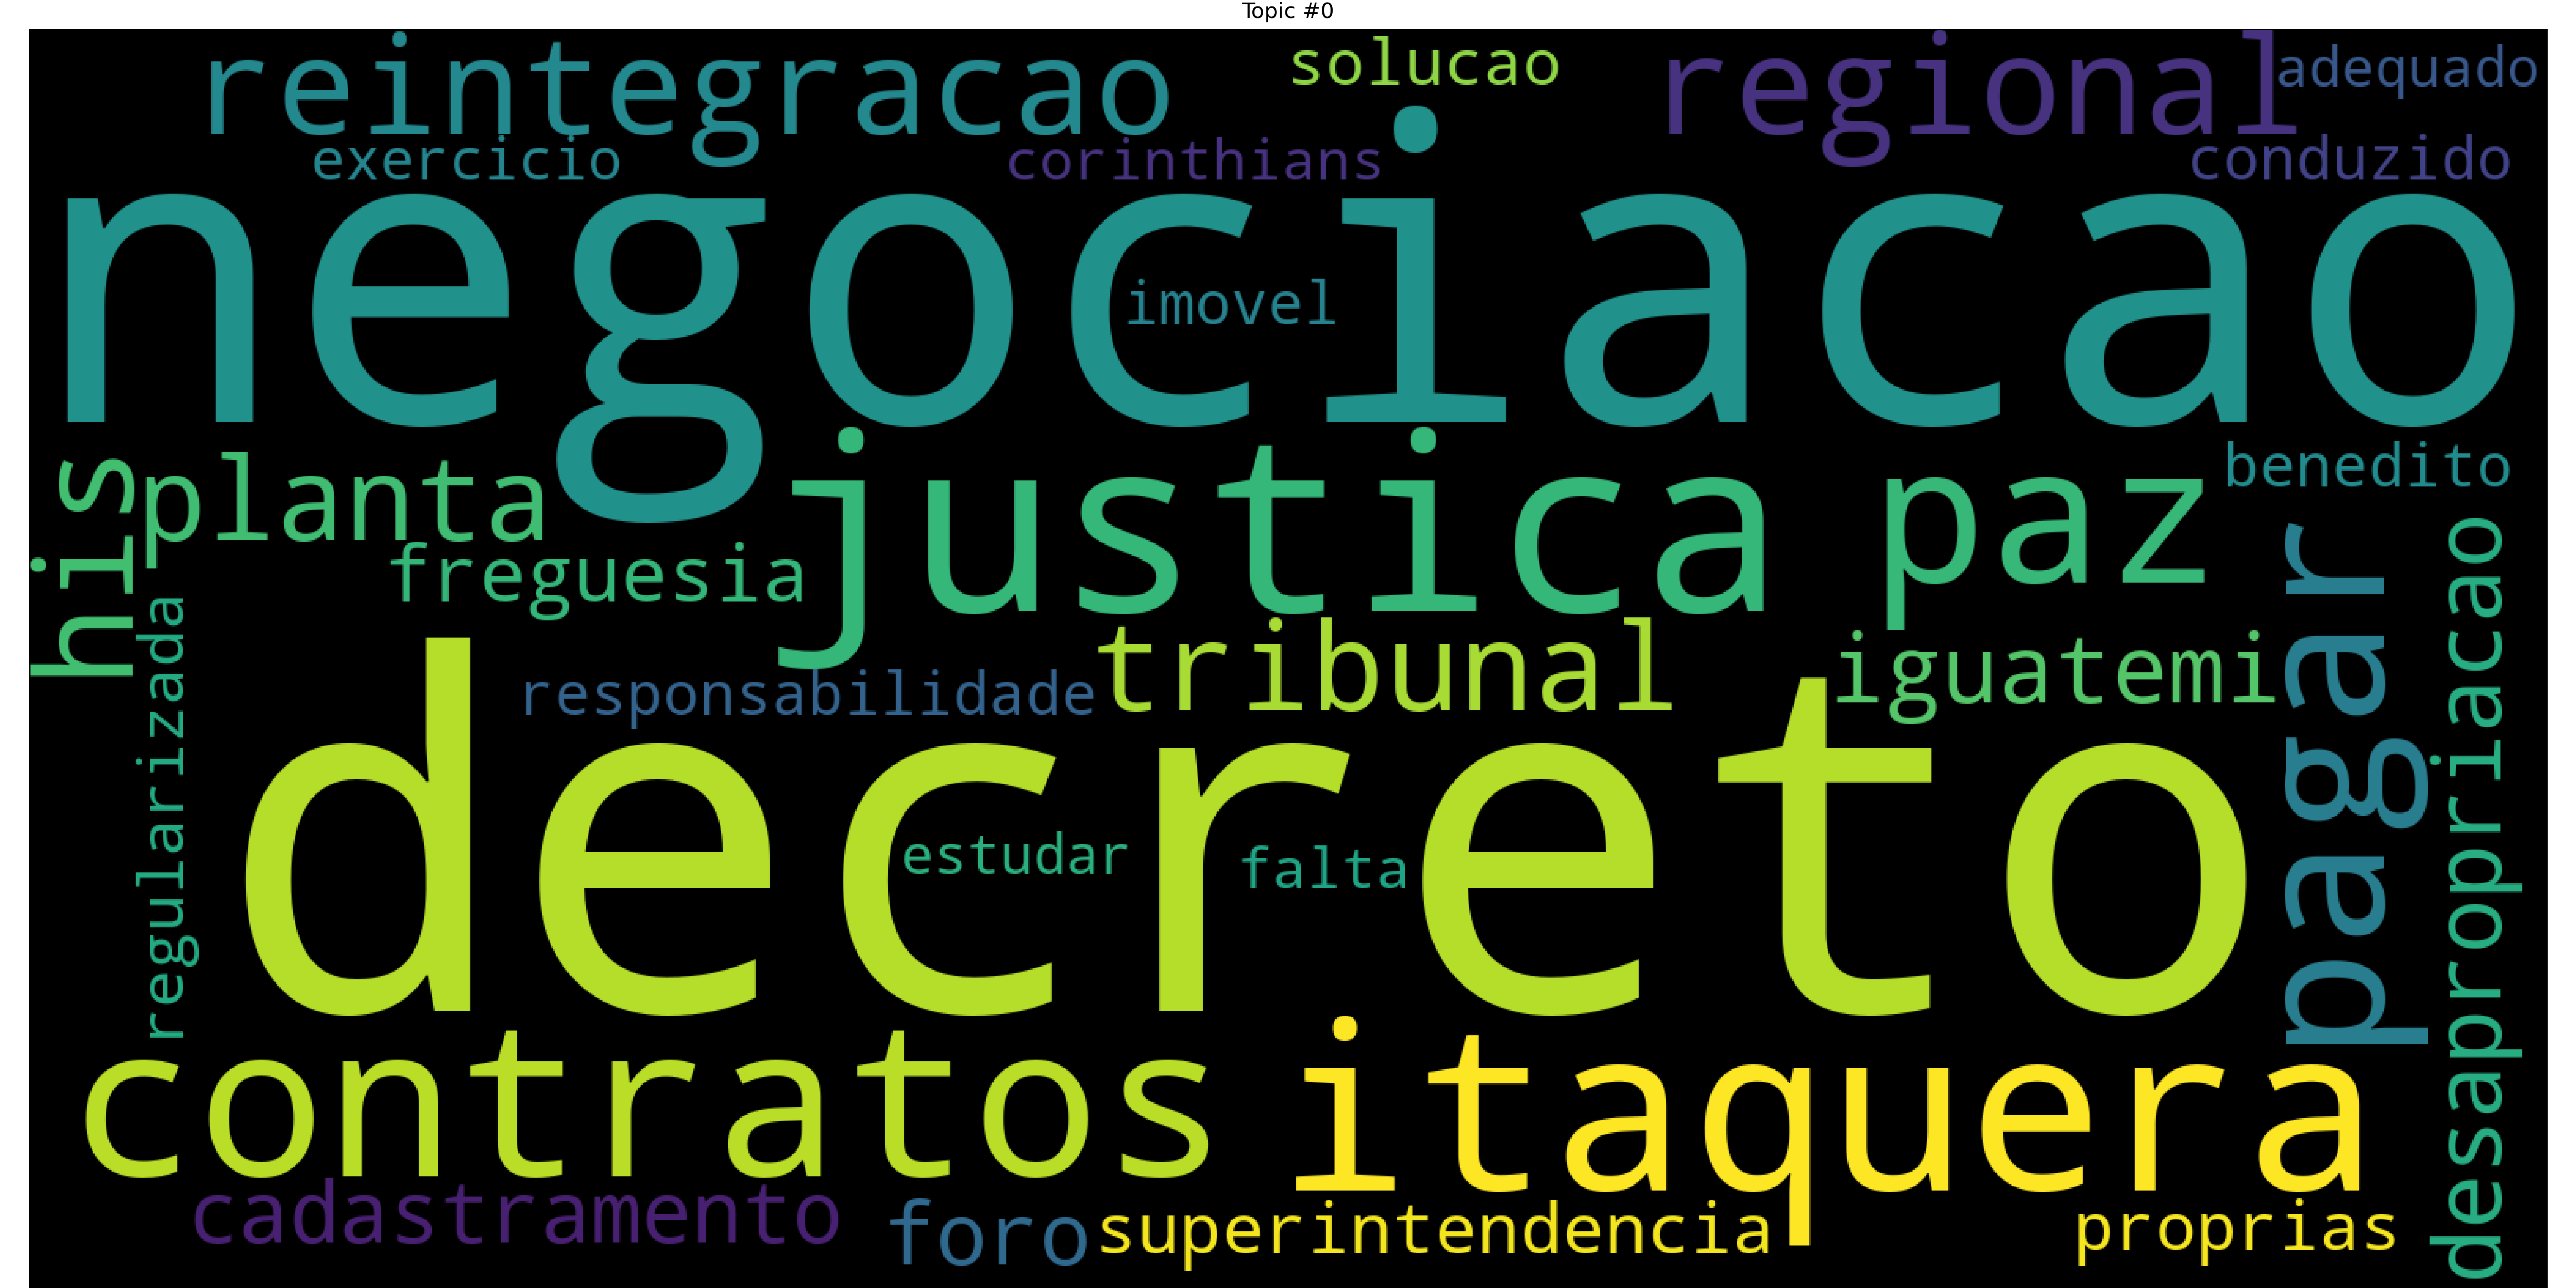 Topic #0
reintegracao
solucao
regional
adequado
exercicio
corinthians
conduzido
negociacao
imovel
his
planta
justica
paz
benedito
freguesia
pagar
desapropriacao
regularizada
responsabilidade
tribunal
iguatemi
decreto
estudar
falta
contratos
itaquera
cadastramento
foro
superintendencia
proprias